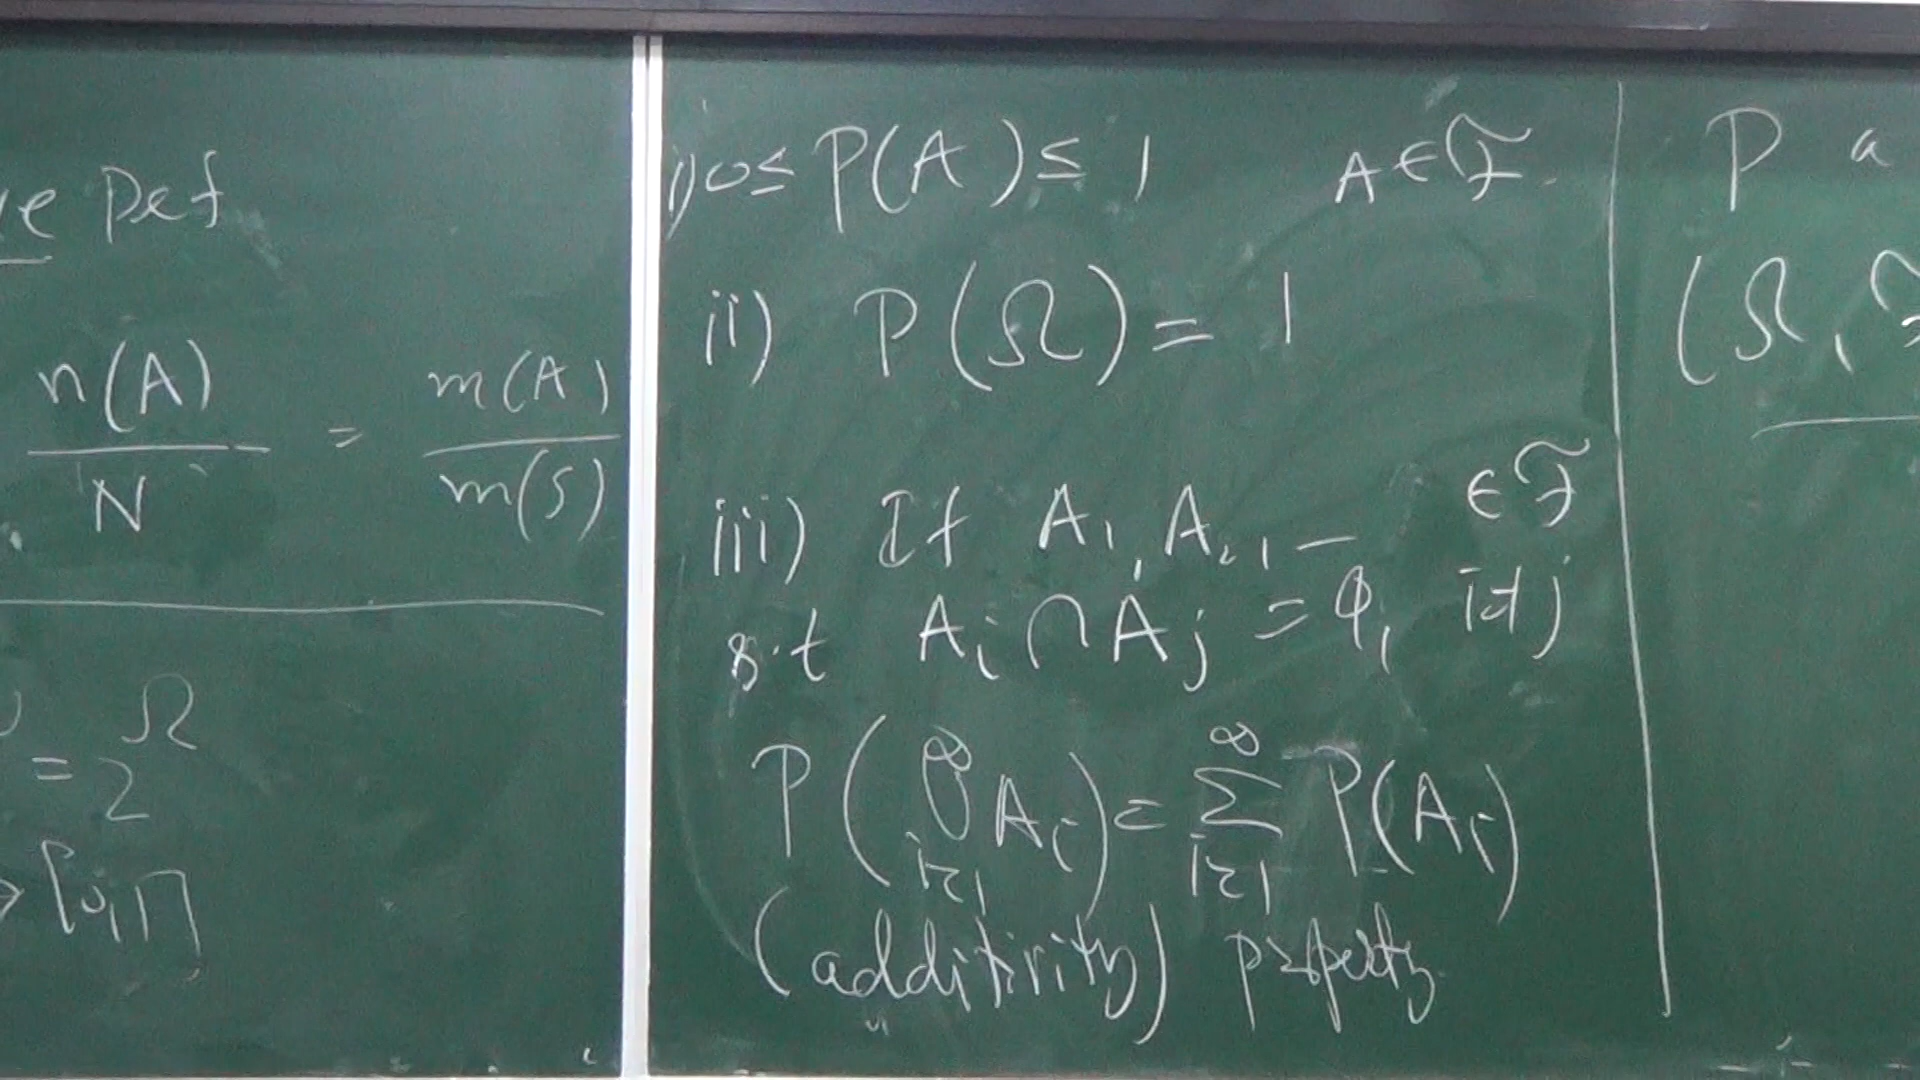 Def
n(A)/N = m(A)/m(S)
= 2^Ω
→ [0,1]
i) 0 ≤ P(A) ≤ 1 A ∈ ℱ.
ii) P(Ω) = 1
iii) If A₁, A₂, — ∈ ℱ
s.t Aᵢ ∩ Aⱼ = φ, i≠j
P(⋃_{i=1}^{∞} Aᵢ) = ∑_{i=1}^{∞} P(Aᵢ)
(additivity) property
P a
(Ω, ℱ